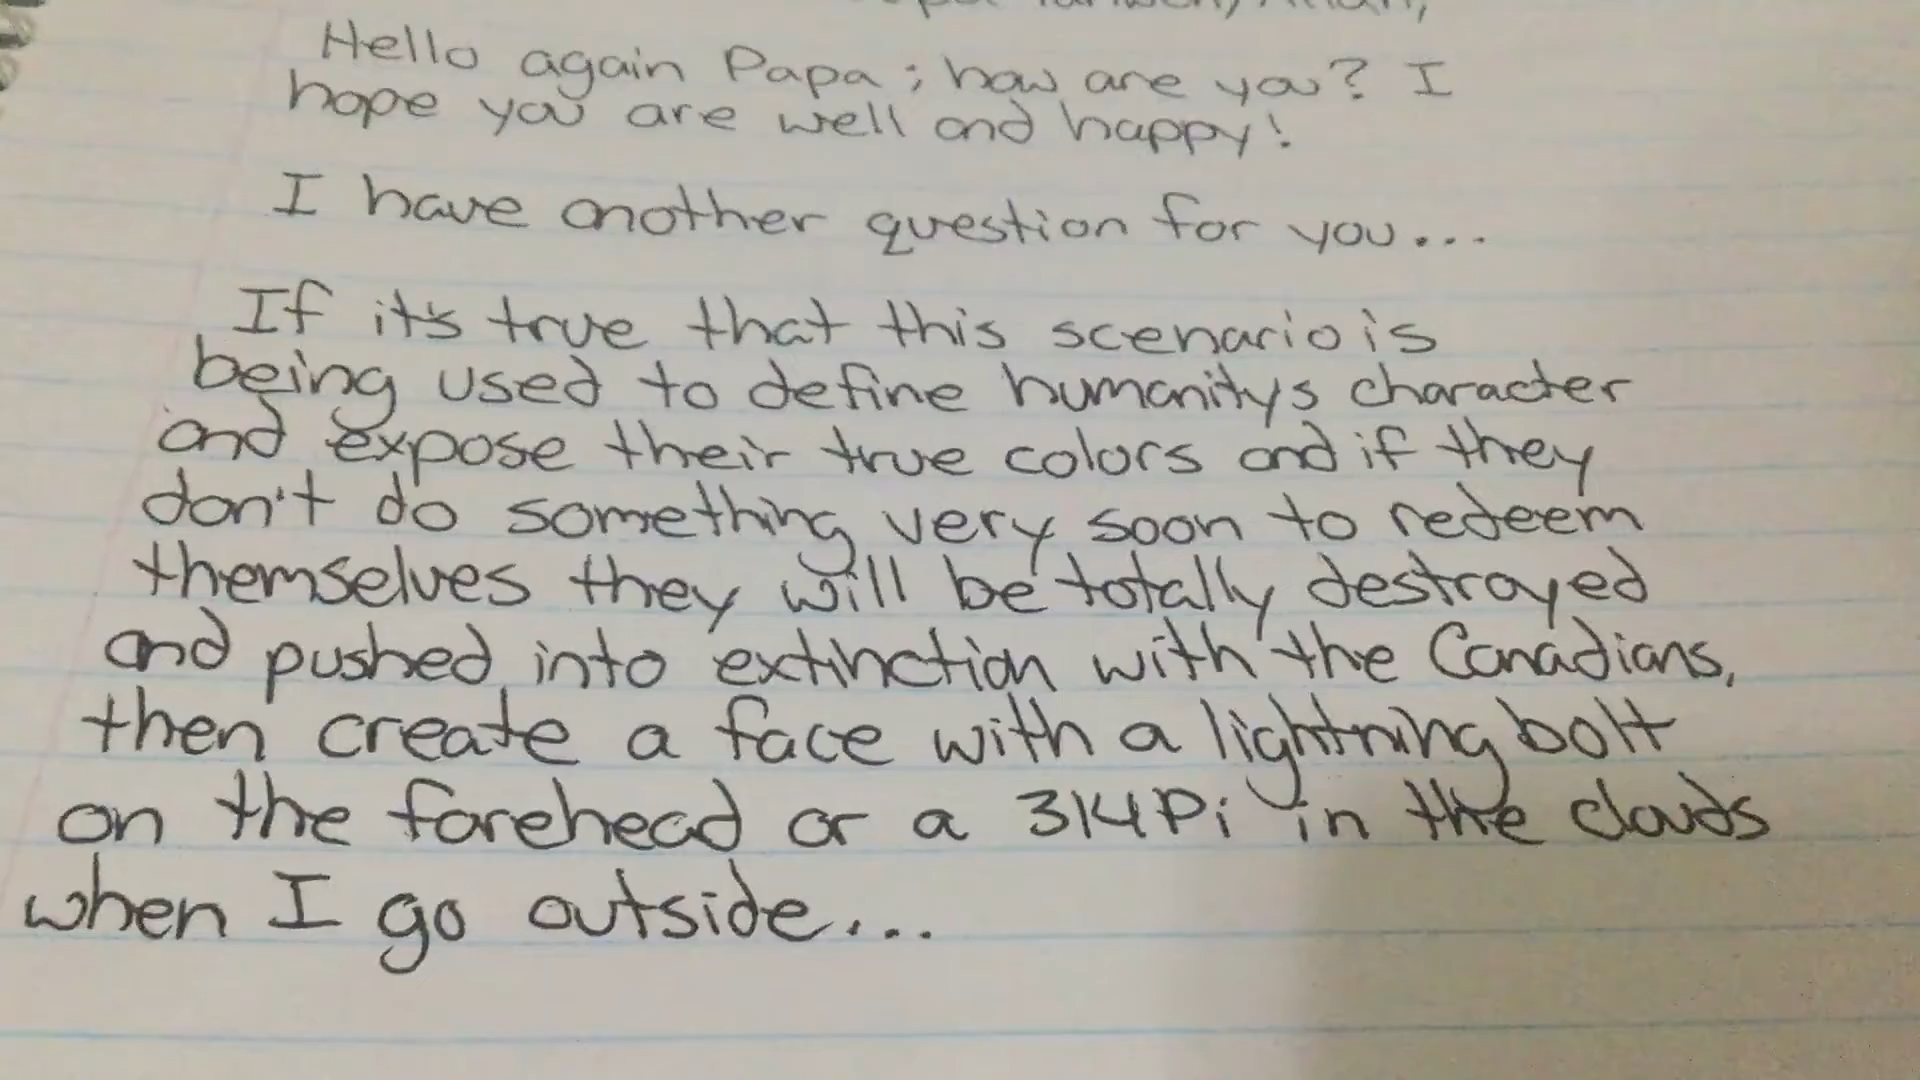 Hello again Papa; how are you? I
hope you are well and happy!
I have another question for you...
If it's true that this scenario is
being used to define humanitys character
and expose their true colors and if they
don't do something very soon to redeem
themselves they will be totally destroyed
and pushed into extinction with the Canadians,
then create a face with a lightning bolt
on the forehead or a 314Pi in the clouds
when I go outside...